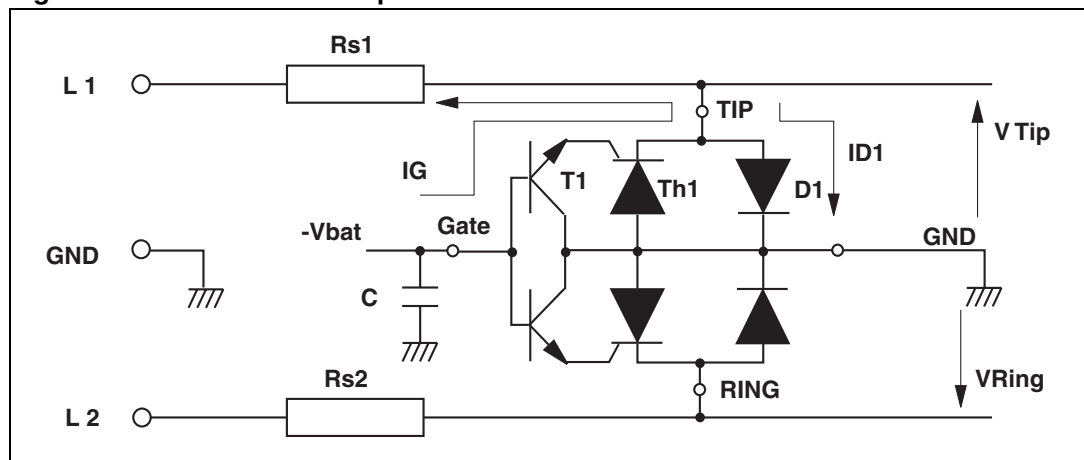 Rs1
L 1
TIP
V Tip
IG
ID1
T1
Th1
D1
-Vbat
Gate
GND
GND
C
Rs2
VRing
RING
L 2